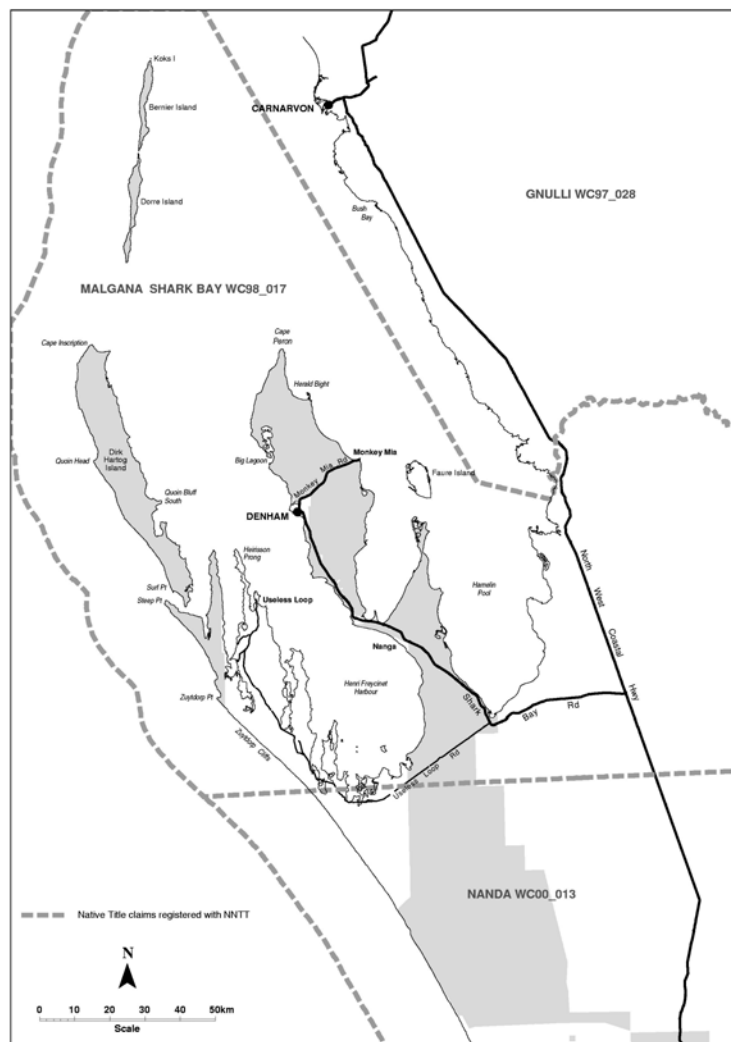 Koka I
Bernier Island
CARNARVON
Dorre Island
Bush
Bay
GNULLI WC97_028
MALGANA SHARK BAY WC98_017
Cape Inscription
Cape
Peron
Herald Bight
Dirk
Hartog
Island
Quoin Head
Big Lagoon
Monkey Mia Rd
Monkey Mia
Faure Island
Quoin Bluff
South
DENHAM
Heirisson
Prong
Surf Pt
Steep Pt
Useless Loop
Hamelin
Pool
North West Coastal Hwy
Nanga
Henri Freycinet
Harbour
Zuytdorp Pt
Shark Bay Rd
Zuytdorp Cliffs
Useless Loop Rd
NANDA WC00_013
Native Title claims registered with NNTT
N
0 10 20 30 40 50km
Scale